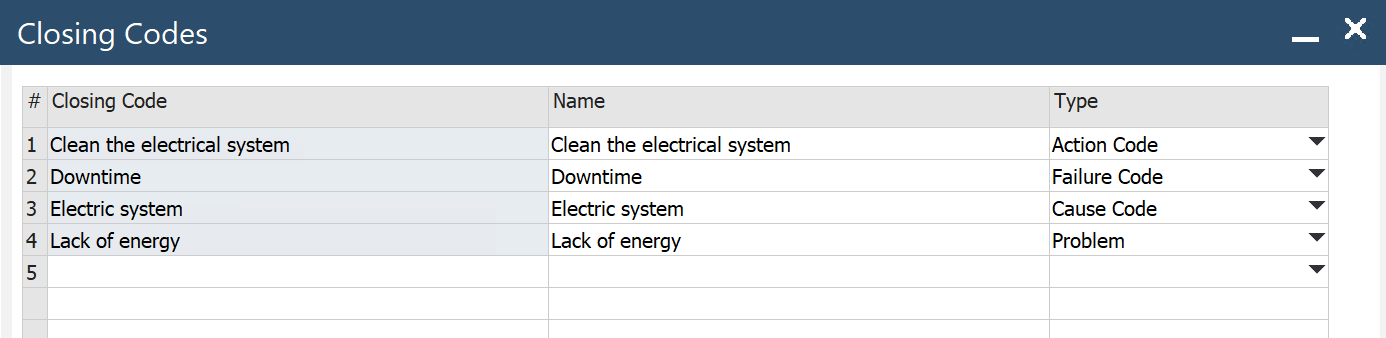 Closing Codes
# Closing Code Name Type
1 Clean the electrical system Clean the electrical system Action Code
2 Downtime Downtime Failure Code
3 Electric system Electric system Cause Code
4 Lack of energy Lack of energy Problem
5